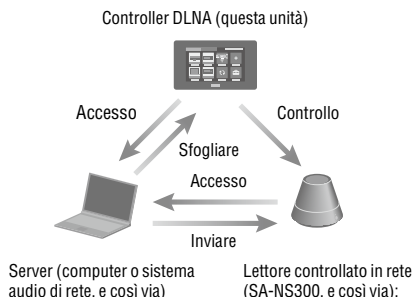 Controller DLNA (questa unità)
Accesso
Controllo
Sfogliare
Accesso
Inviare
Server (computer o sistema
audio di rete, e così via)
Lettore controllato in rete
(SA-NS300, e così via);